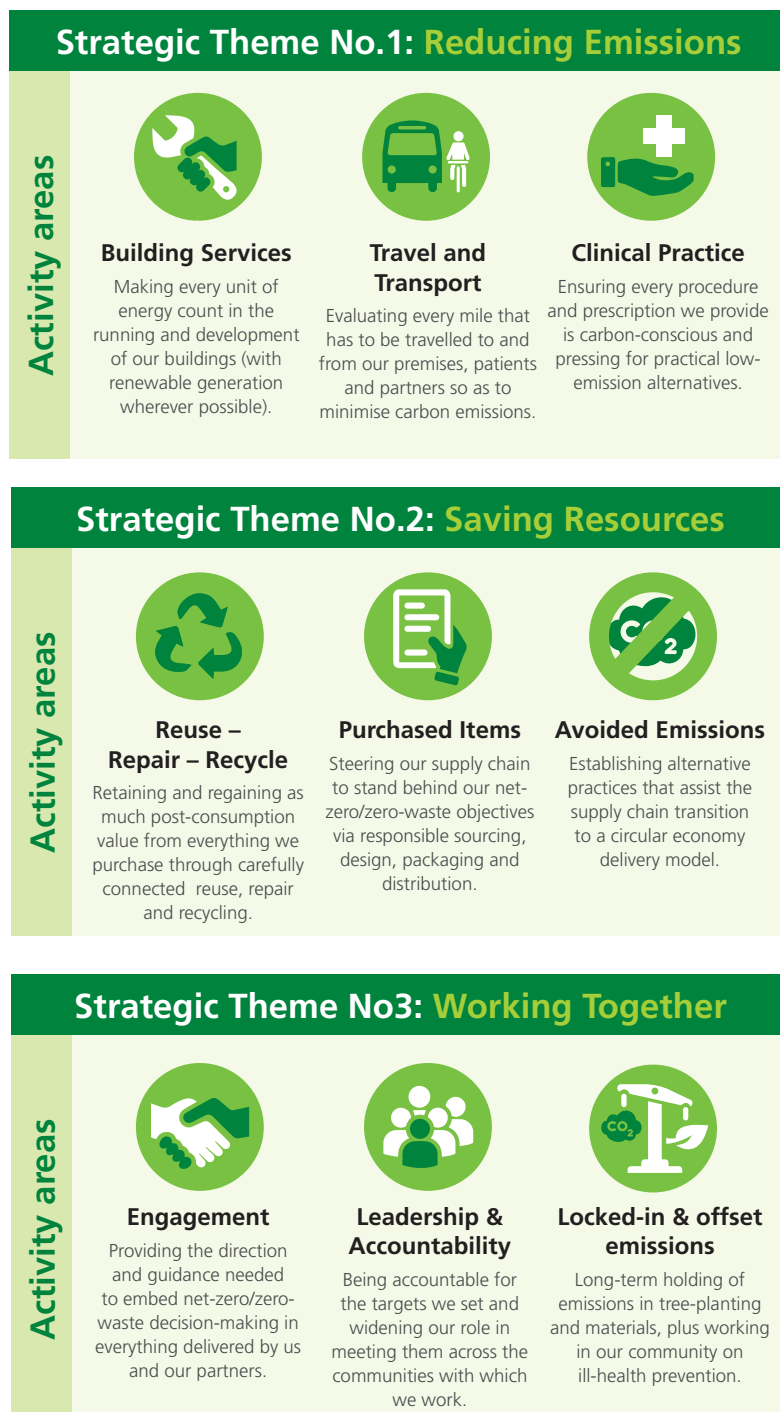 Strategic Theme No.1: Reducing Emissions
Activity areas
Building Services
Making every unit of
energy count in the
running and development
of our buildings (with
renewable generation
wherever possible).
Travel and
Transport
Evaluating every mile that
has to be travelled to and
from our premises, patients
and partners so as to
minimise carbon emissions.
Clinical Practice
Ensuring every procedure
and prescription we provide
is carbon-conscious and
pressing for practical low-
emission alternatives.
Strategic Theme No.2: Saving Resources
Activity areas
Reuse –
Repair – Recycle
Retaining and regaining as
much post-consumption
value from everything we
purchase through carefully
connected reuse, repair
and recycling.
Purchased Items
Steering our supply chain
to stand behind our net-
zero/zero-waste objectives
via responsible sourcing,
design, packaging and
distribution.
CO2
Avoided Emissions
Establishing alternative
practices that assist the
supply chain transition
to a circular economy
delivery model.
Strategic Theme No3: Working Together
Activity areas
Engagement
Providing the direction
and guidance needed
to embed net-zero/zero-
waste decision-making in
everything delivered by us
and our partners.
Leadership &
Accountability
Being accountable for
the targets we set and
widening our role in
meeting them across the
communities with which
we work.
CO2
Locked-in & offset
emissions
Long-term holding of
emissions in tree-planting
and materials, plus working
in our community on
ill-health prevention.